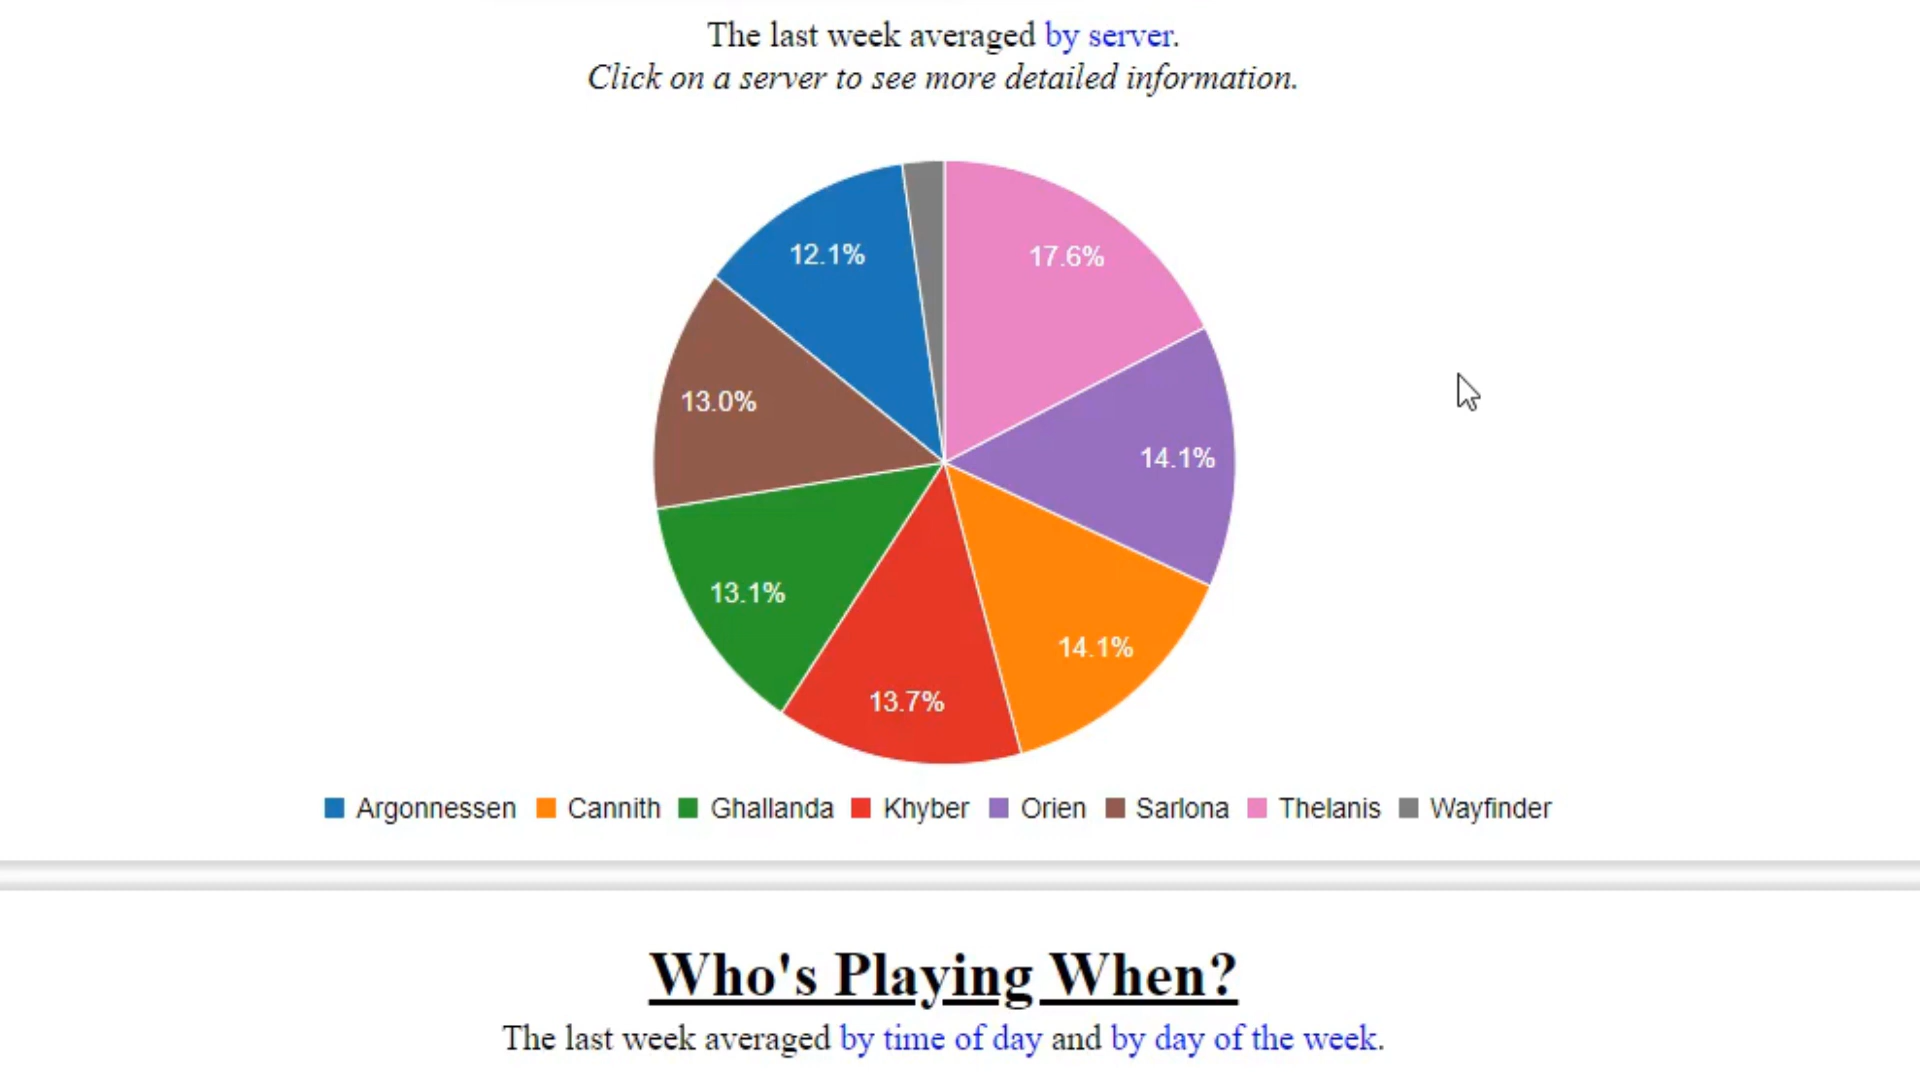 The last week averaged by server.
Click on a server to see more detailed information.
12.1%
17.6%
13.0%
14.1%
13.1%
14.1%
13.7%
Argonnessen Cannith Ghallanda Khyber Orien Sarlona Thelanis Wayfinder
Who's Playing When?
The last week averaged by time of day and by day of the week.